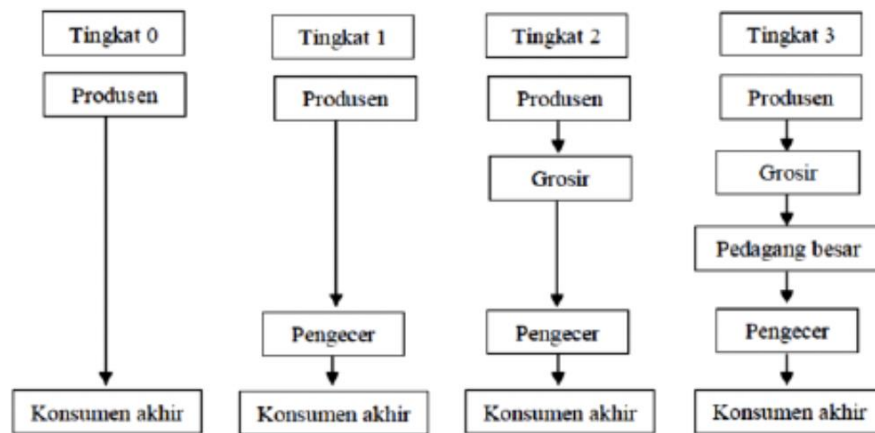 Tingkat 0
Produsen
Konsumen akhir
Tingkat 1
Produsen
Pengecer
Konsumen akhir
Tingkat 2
Produsen
Grosir
Pengecer
Konsumen akhir
Tingkat 3
Produsen
Grosir
Pedagang besar
Pengecer
Konsumen akhir